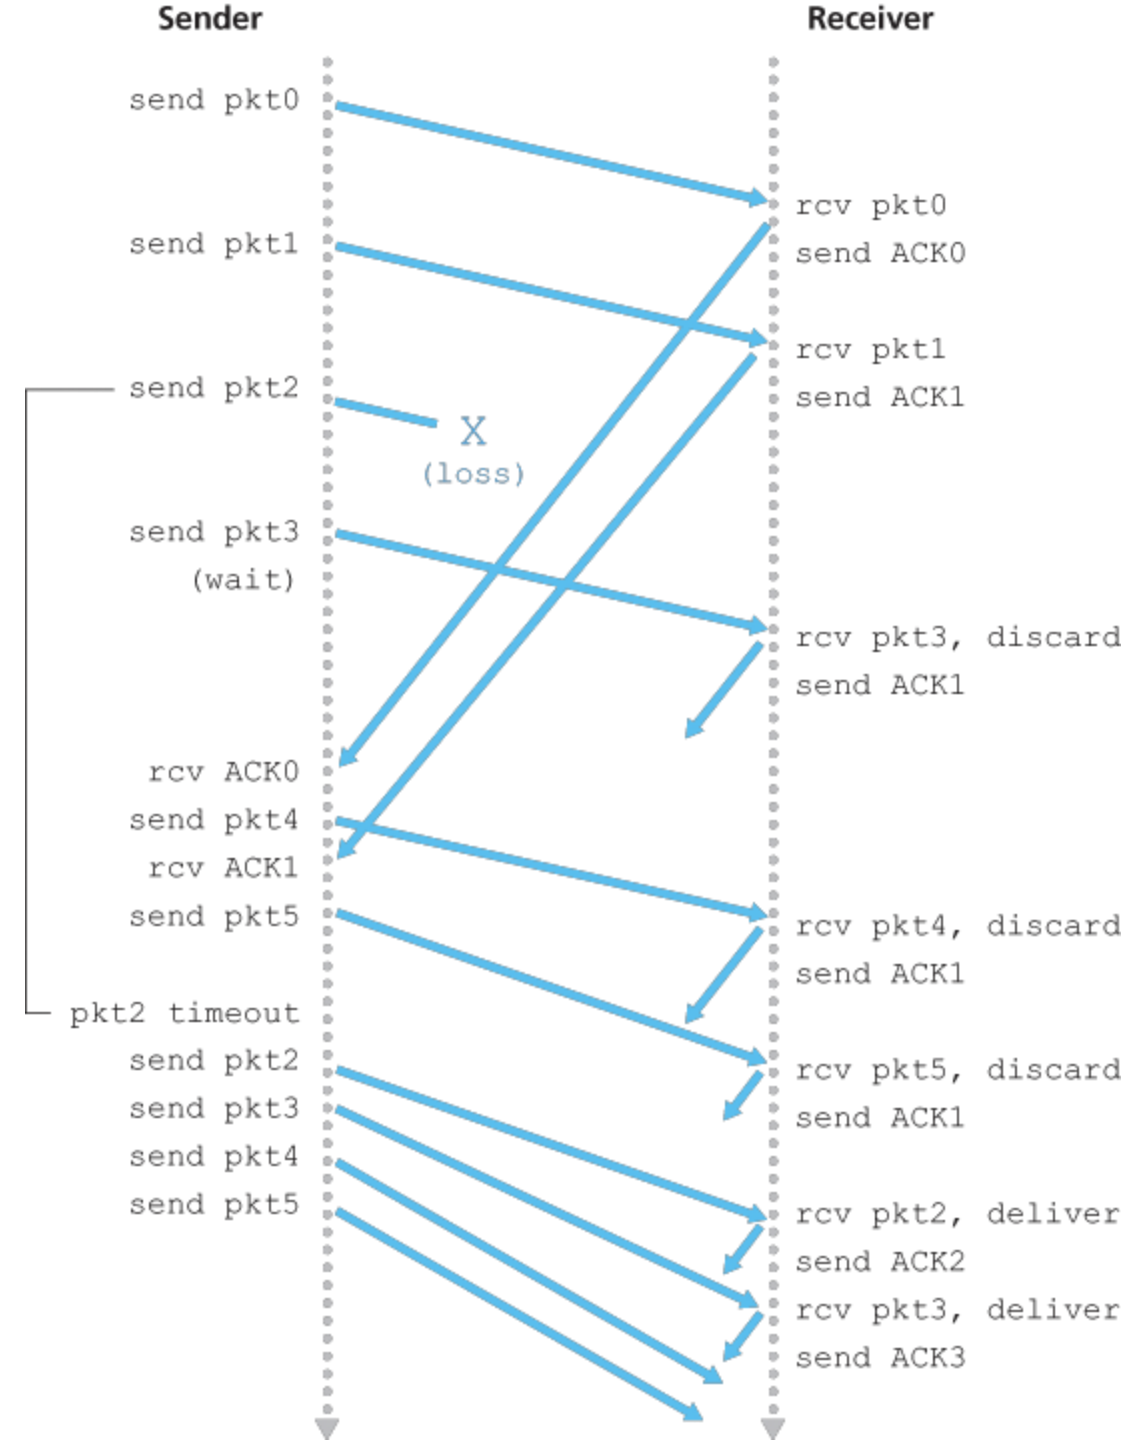 Sender
Receiver
send pkt0
rcv pkt0
send ACK0
send pkt1
rcv pkt1
send ACK1
send pkt2
X
(loss)
send pkt3
(wait)
rcv pkt3, discard
send ACK1
rcv ACK0
send pkt4
rcv ACK1
send pkt5
rcv pkt4, discard
send ACK1
pkt2 timeout
send pkt2
send pkt3
send pkt4
send pkt5
rcv pkt5, discard
send ACK1
rcv pkt2, deliver
send ACK2
rcv pkt3, deliver
send ACK3